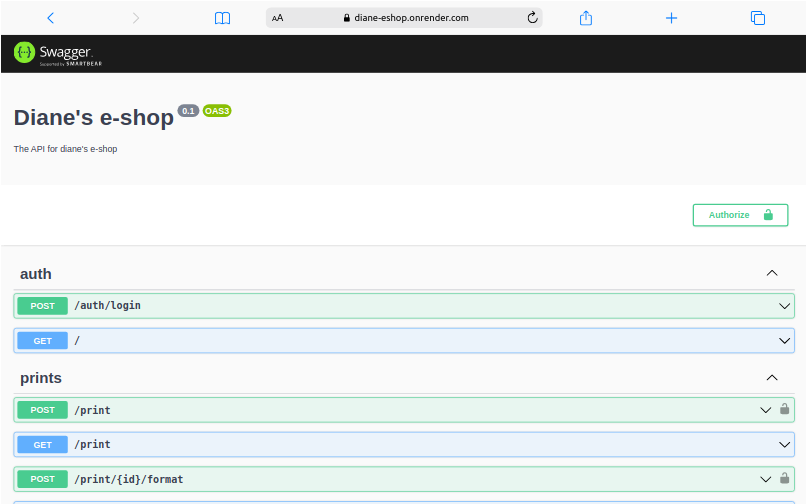 AA diane-eshop.onrender.com
Swagger.
Supported by SMARTBEAR
Diane's e-shop 0.1 OAS3
The API for diane's e-shop
Authorize
auth
POST /auth/login
GET /
prints
POST /print
GET /print
POST /print/{id}/format